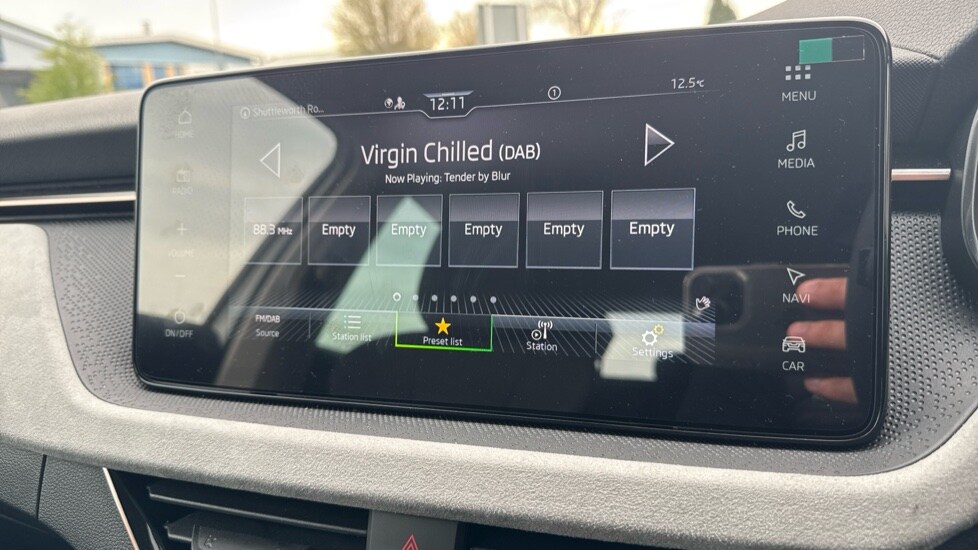 Shuttleworth Ro...
12:11
1
12.5°C
Virgin Chilled (DAB)
Now Playing: Tender by Blur
88.3 MHz
Empty
Empty
Empty
Empty
Empty
FM/DAB
Source
Station list
Preset list
Station
Settings
ON/OFF
MENU
MEDIA
PHONE
NAVI
CAR